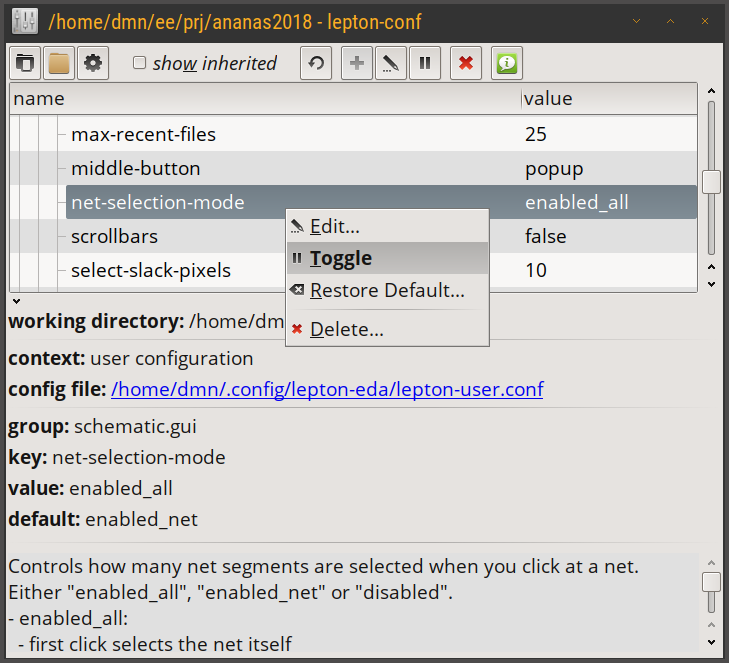 /home/dmn/ee/prj/ananas2018 - lepton-conf
show inherited
name value
max-recent-files 25
middle-button popup
net-selection-mode enabled_all
scrollbars false
select-slack-pixels 10
Edit...
Toggle
Restore Default...
Delete...
working directory: /home/dm
context: user configuration
config file: /home/dmn/.config/lepton-eda/lepton-user.conf
group: schematic.gui
key: net-selection-mode
value: enabled_all
default: enabled_net
Controls how many net segments are selected when you click at a net.
Either "enabled_all", "enabled_net" or "disabled".
- enabled_all:
- first click selects the net itself